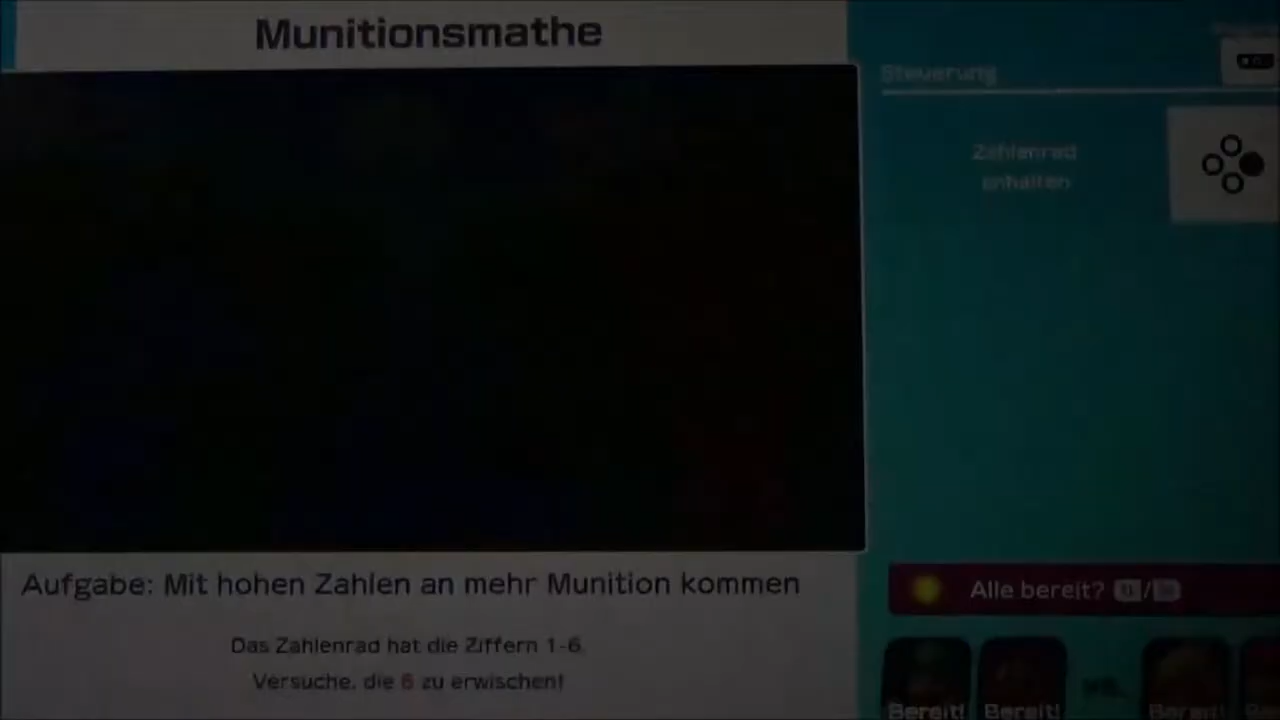 Munitionsmathe
Steuerung
Zahlenrad
anhalten
Aufgabe: Mit hohen Zahlen an mehr Munition kommen
Das Zahlenrad hat die Ziffern 1-6.
Versuche, die 6 zu erwischen!
Alle bereit?
Bereit! Bereit! vs. Bereit!